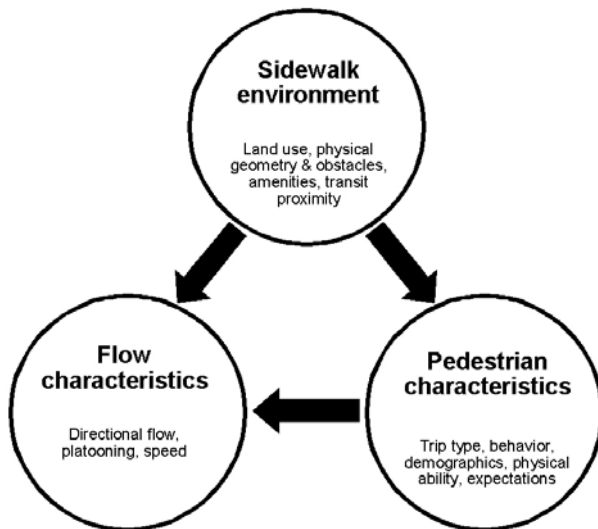 Sidewalk
environment
Land use, physical
geometry & obstacles,
amenities, transit
proximity
Flow
characteristics
Directional flow,
platooning, speed
Pedestrian
characteristics
Trip type, behavior,
demographics, physical
ability, expectations